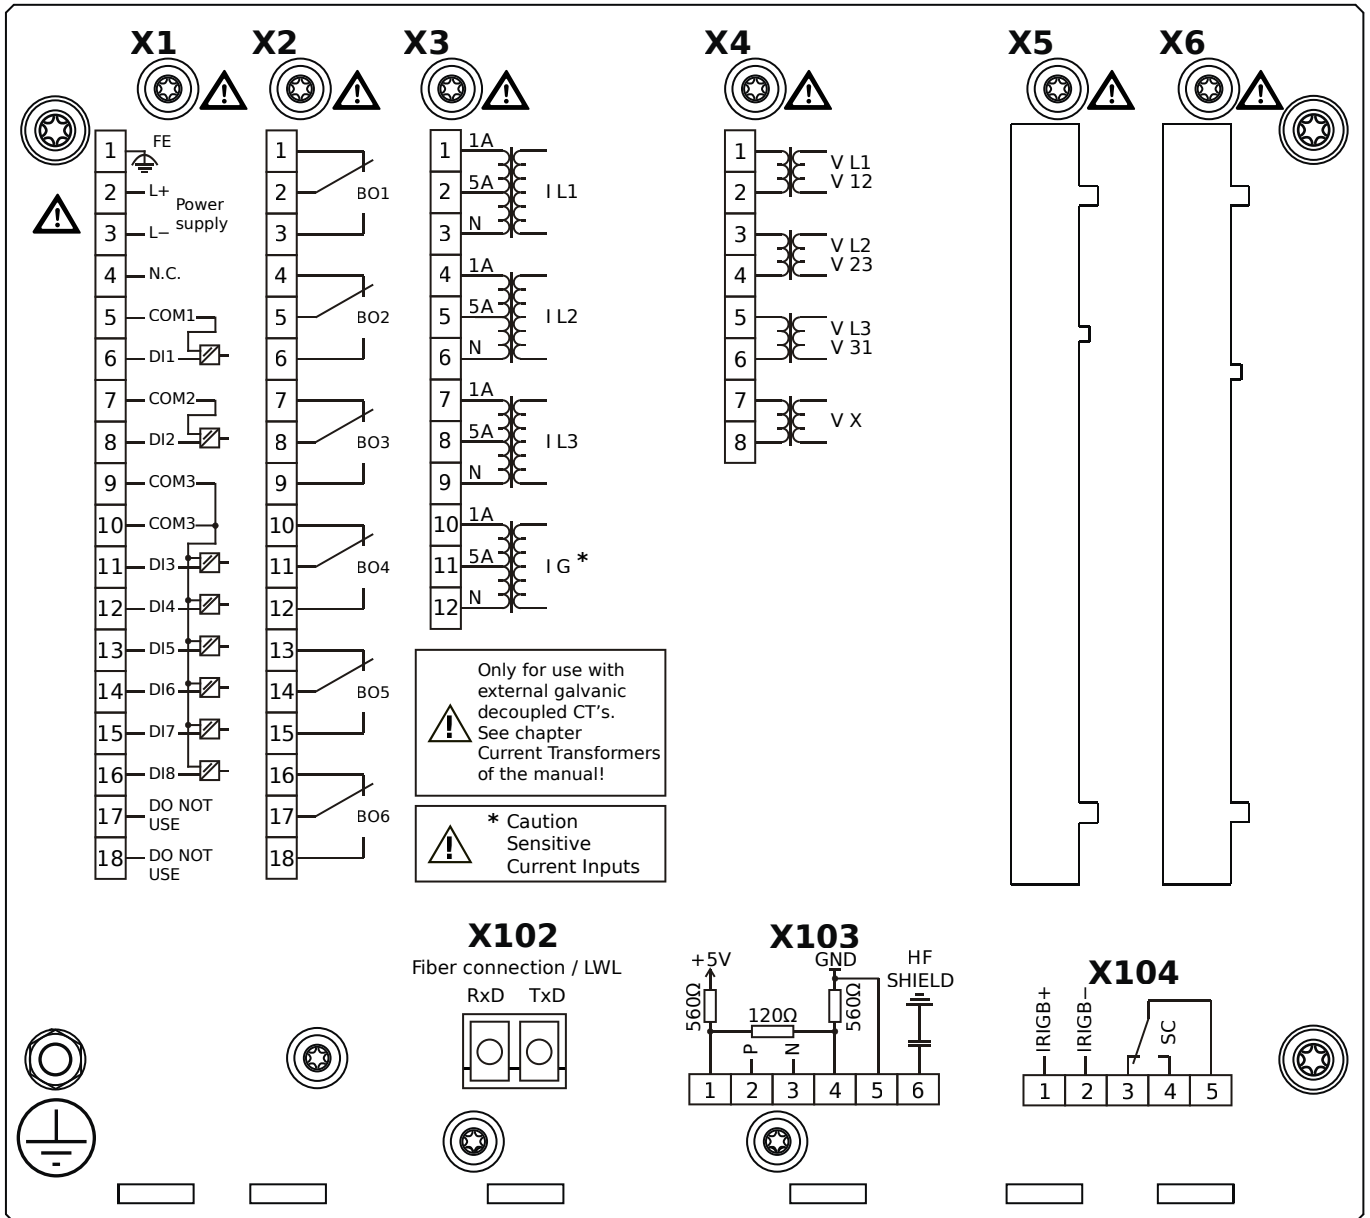 X1
X2
X3
X4
X5
X6
1
FE
2
L+
Power
supply
3
L−
4
N.C.
5
COM1
6
DI1
7
COM2
8
DI2
9
COM3
10
COM3
11
DI3
12
DI4
13
DI5
14
DI6
15
DI7
16
DI8
17
DO NOT
USE
18
DO NOT
USE
1
2
BO1
3
4
5
BO2
6
7
8
BO3
9
10
11
BO4
12
13
14
BO5
15
16
17
BO6
18
1
1A
2
5A
I L1
3
N
4
1A
5
5A
I L2
6
N
7
1A
8
5A
I L3
9
N
10
1A
11
5A
I G *
12
N
Only for use with
external galvanic
decoupled CT's.
See chapter
Current Transformers
of the manual!
* Caution
Sensitive
Current Inputs
1
V L1
2
V 12
3
V L2
4
V 23
5
V L3
6
V 31
7
V X
8
X102
Fiber connection / LWL
RxD TxD
X103
+5V
GND
HF
SHIELD
560Ω
120Ω
560Ω
P
N
1 2 3 4 5 6
X104
IRIGB+
IRIGB−
SC
1 2 3 4 5